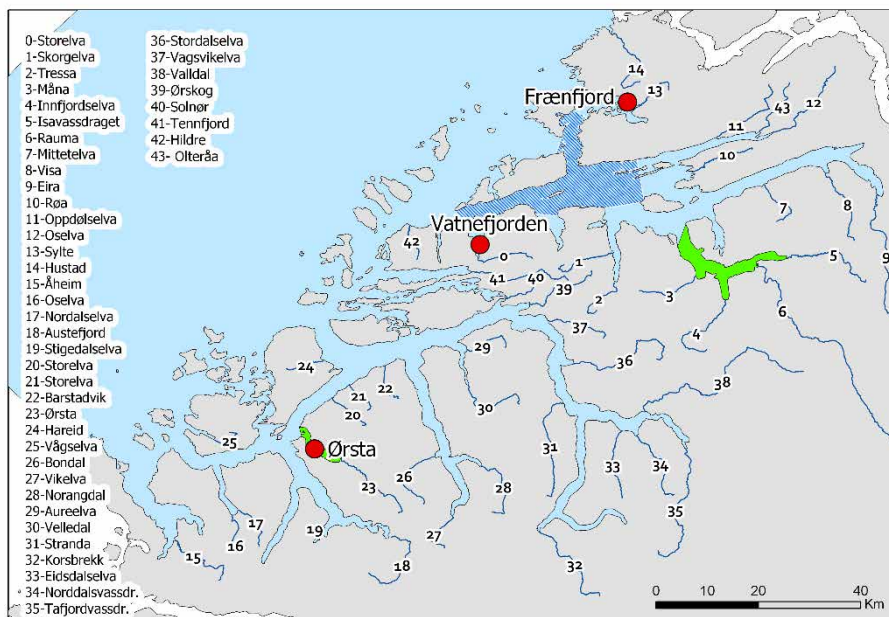 0-Storelva
1-Skorgelva
2-Tressa
3-Måna
4-Innfjordselva
5-Isavassdraget
6-Rauma
7-Mittetelva
8-Visa
9-Eira
10-Røa
11-Oppdølselva
12-Oselva
13-Sylte
14-Hustad
15-Åheim
16-Oselva
17-Nordalselva
18-Austefjord
19-Stigedalselva
20-Storelva
21-Storelva
22-Barstadvik
23-Ørsta
24-Hareid
25-Vågselva
26-Bondal
27-Vikelva
28-Norangdal
29-Aureelva
30-Velledal
31-Stranda
32-Korsbrekk
33-Eidsdalselva
34-Norddalsvassdr.
35-Tafjordvassdr.
36-Stordalselva
37-Vagsvikelva
38-Valldal
39-Ørskog
40-Solnør
41-Tennfjord
42-Hildre
43- Olteråa
14
Frænfjord
13
43
12
11
10
Vatnefjorden
7
8
42
0
1
5
9
41
40
39
3
2
6
37
4
29
36
24
38
22
21
30
20
25
Ørsta
31
33
34
26
23
28
35
17
19
27
16
15
18
32
0
10
20
40
Km